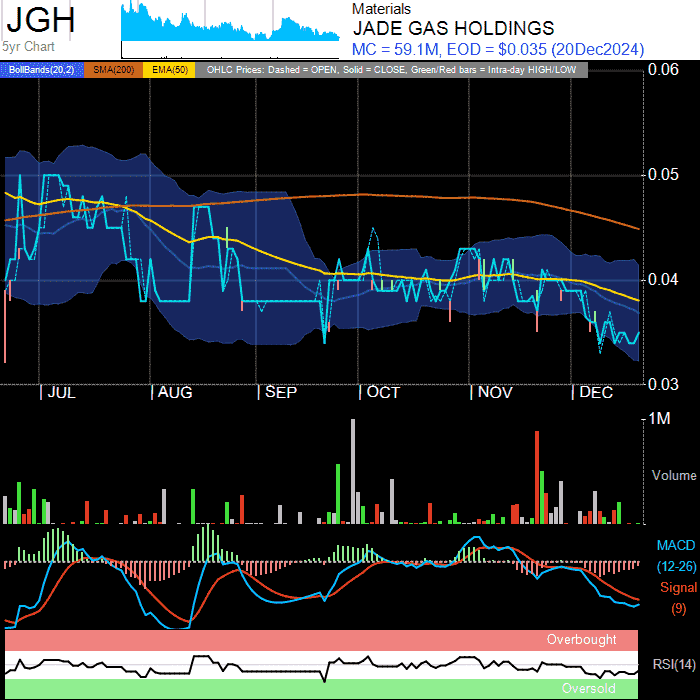 JGH
5yr Chart
Materials
JADE GAS HOLDINGS
MC = 59.1M, EOD = $0.035 (20Dec2024)
BollBands(20,2) SMA(200) EMA(50) OHLC Prices: Dashed = OPEN, Solid = CLOSE, Green/Red bars = Intra-day HIGH/LOW
0.06
0.05
0.04
0.03
| JUL | AUG | SEP | OCT | NOV | DEC
1M
Volume
MACD
(12-26)
Signal
(9)
Overbought
RSI(14)
Oversold